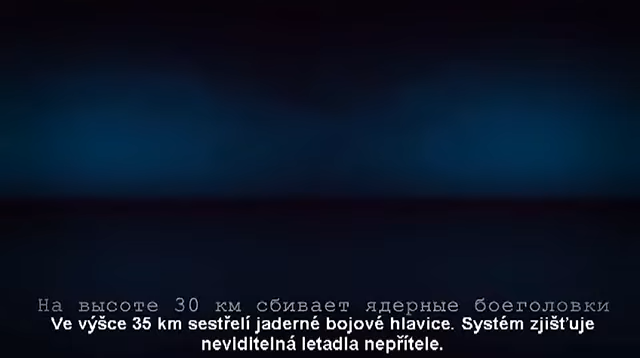 На высоте 30 км сбивает ядерные боеголовки
Ve výšce 35 km sestřelí jaderné bojové hlavice. Systém zjišťuje
neviditelná letadla nepřítele.